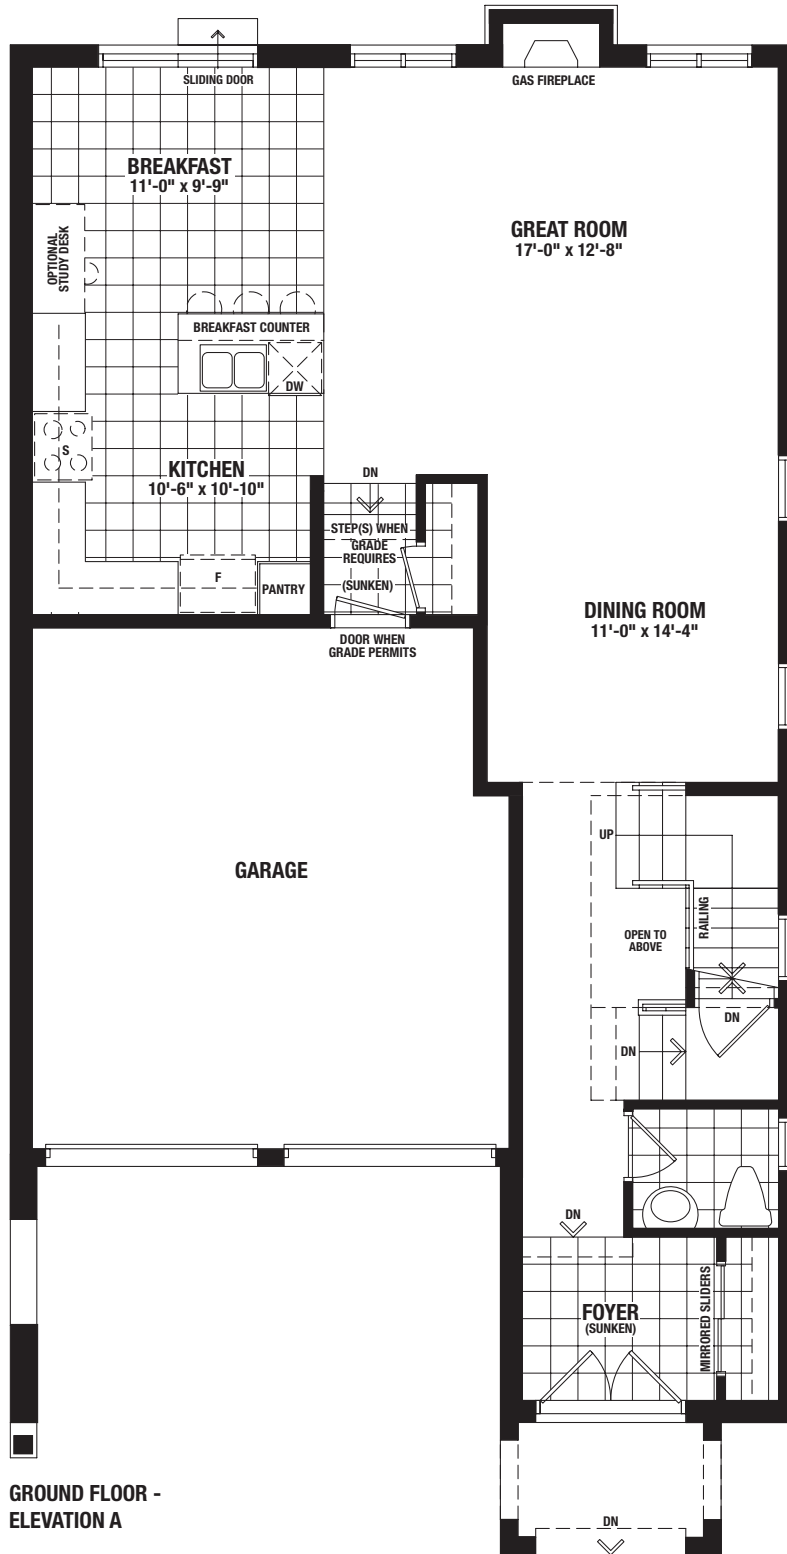 SLIDING DOOR
GAS FIREPLACE
BREAKFAST
11'-0" x 9'-9"
GREAT ROOM
17'-0" x 12'-8"
OPTIONAL
STUDY DESK
BREAKFAST COUNTER
DW
S
KITCHEN
10'-6" x 10'-10"
DN
STEP(S) WHEN
GRADE
REQUIRES
(SUNKEN)
F
PANTRY
DINING ROOM
11'-0" x 14'-4"
DOOR WHEN
GRADE PERMITS
GARAGE
UP
RAILING
OPEN TO
ABOVE
DN
DN
DN
FOYER
(SUNKEN)
MIRRORED SLIDERS
GROUND FLOOR -
ELEVATION A
DN